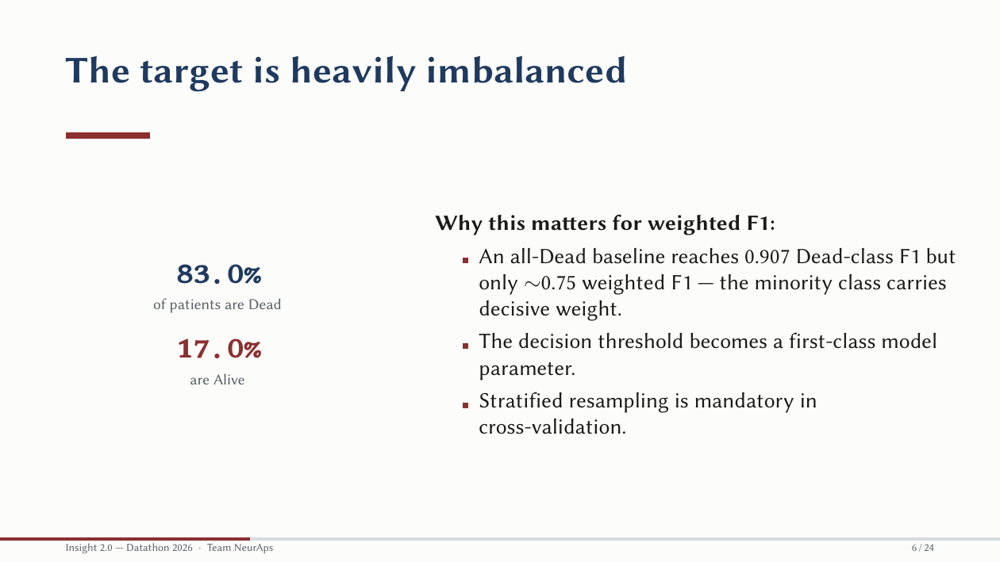 The target is heavily imbalanced
83.0%
of patients are Dead
17.0%
are Alive
Why this matters for weighted F1:
An all-Dead baseline reaches 0.907 Dead-class F1 but
only ∼0.75 weighted F1 — the minority class carries
decisive weight.
The decision threshold becomes a first-class model
parameter.
Stratified resampling is mandatory in
cross-validation.
Insight 2.0 — Datathon 2026 · Team NeurAps
6 / 24